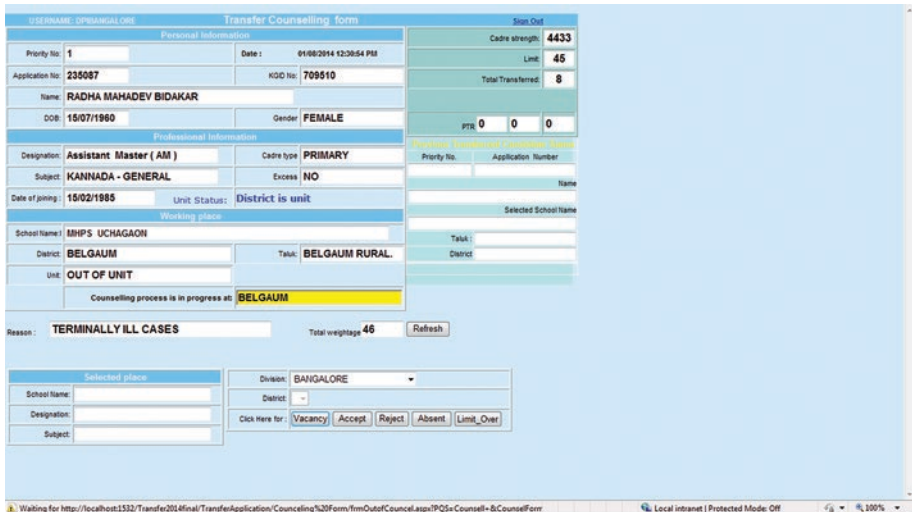 USERNAME: DPIMANGALORE Transfer Counselling form Sign Out
Personal Information
Priority No: 1 Date : 01/08/2014 12:30:54 PM
Application No: 235087 KGID No: 709510
Name: RADHA MAHADEV BIDAKAR
DOB: 15/07/1960 Gender FEMALE
Professional Information
Designation: Assistant Master ( AM ) Cadre type PRIMARY
Subject: KANNADA - GENERAL Excess NO
Date of joining : 15/02/1985 Unit Status: District is unit
Working place
School Name:I MHPS UCHAGAON
District: BELGAUM Taluk: BELGAUM RURAL.
Unit: OUT OF UNIT
Counselling process is in progress at: BELGAUM
Cadre strength: 4433
Limit: 45
Total Transferred: 8
PTR 0 0 0
Priority No. Application Number
Name
Selected School Name
Taluk :
District
Reason : TERMINALLY ILL CASES Total weightage 46 Refresh
Selected place
School Name:
Designation:
Subject:
Division: BANGALORE
District:
Click Here for : Vacancy Accept Reject Absent Limit_Over
Waiting for http://localhost:1532/Transfer2014final/TransferApplication/Counceling%20Form/frmOutofCouncel.aspx?PQS=Counsell+&CounselForm Local intranet | Protected Mode: Off 100%